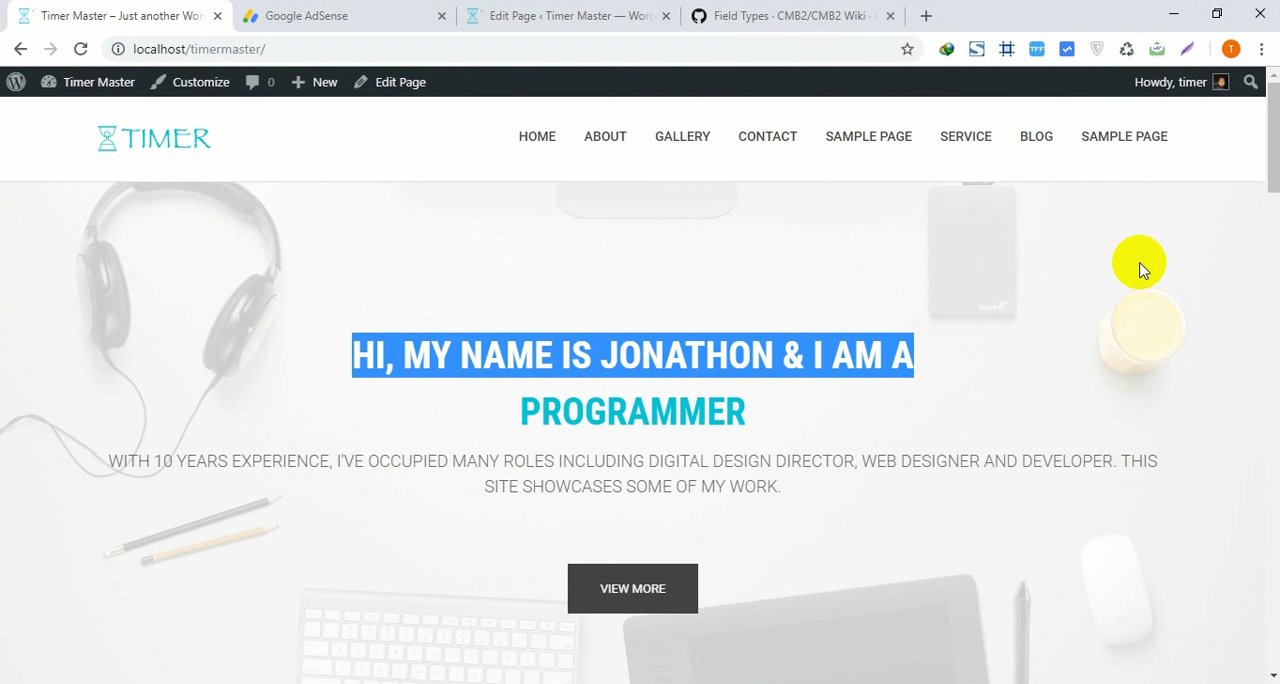 Timer Master – Just another Wor
Google AdSense
Edit Page ‹ Timer Master — Word
Field Types · CMB2/CMB2 Wiki ·
localhost/timermaster/
TFF
T
Timer Master
Customize
0
New
Edit Page
Howdy, timer
TIMER
HOME
ABOUT
GALLERY
CONTACT
SAMPLE PAGE
SERVICE
BLOG
SAMPLE PAGE
HI, MY NAME IS JONATHON & I AM A
PROGRAMMER
WITH 10 YEARS EXPERIENCE, I'VE OCCUPIED MANY ROLES INCLUDING DIGITAL DESIGN DIRECTOR, WEB DESIGNER AND DEVELOPER. THIS
SITE SHOWCASES SOME OF MY WORK.
VIEW MORE